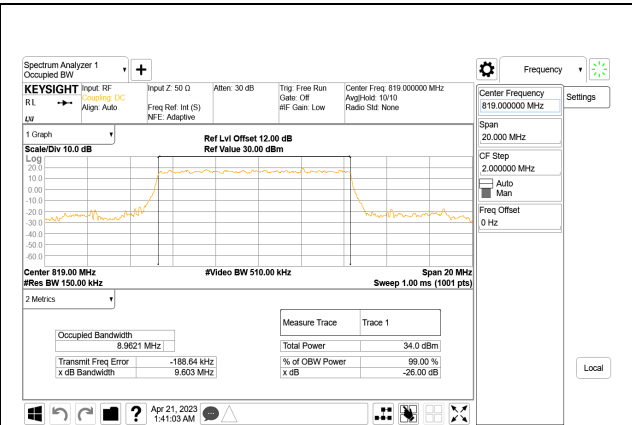 Spectrum Analyzer 1
Occupied BW
+
Frequency
KEYSIGHT
R L
LXI
Input: RF
Coupling: DC
Align: Auto
Input Z: 50 Ω
Freq Ref: Int (S)
NFE: Adaptive
Atten: 30 dB
Trig: Free Run
Gate: Off
#IF Gain: Low
Center Freq: 819.000000 MHz
Avg|Hold: 10/10
Radio Std: None
Center Frequency
819.000000 MHz
Settings
Span
20.000 MHz
CF Step
2.000000 MHz
Auto
Man
Freq Offset
0 Hz
Local
1 Graph
Scale/Div 10.0 dB
Ref Lvl Offset 12.00 dB
Ref Value 30.00 dBm
Log
20.0
10.0
0.00
-10.0
-20.0
-30.0
-40.0
-50.0
-60.0
Center 819.00 MHz
#Video BW 510.00 kHz
Span 20 MHz
#Res BW 150.00 kHz
Sweep 1.00 ms (1001 pts)
2 Metrics
Occupied Bandwidth
8.9621 MHz
Transmit Freq Error -188.64 kHz
x dB Bandwidth 9.603 MHz
Measure Trace Trace 1
Total Power 34.0 dBm
% of OBW Power 99.00 %
x dB -26.00 dB
?
Apr 21, 2023
1:41:03 AM